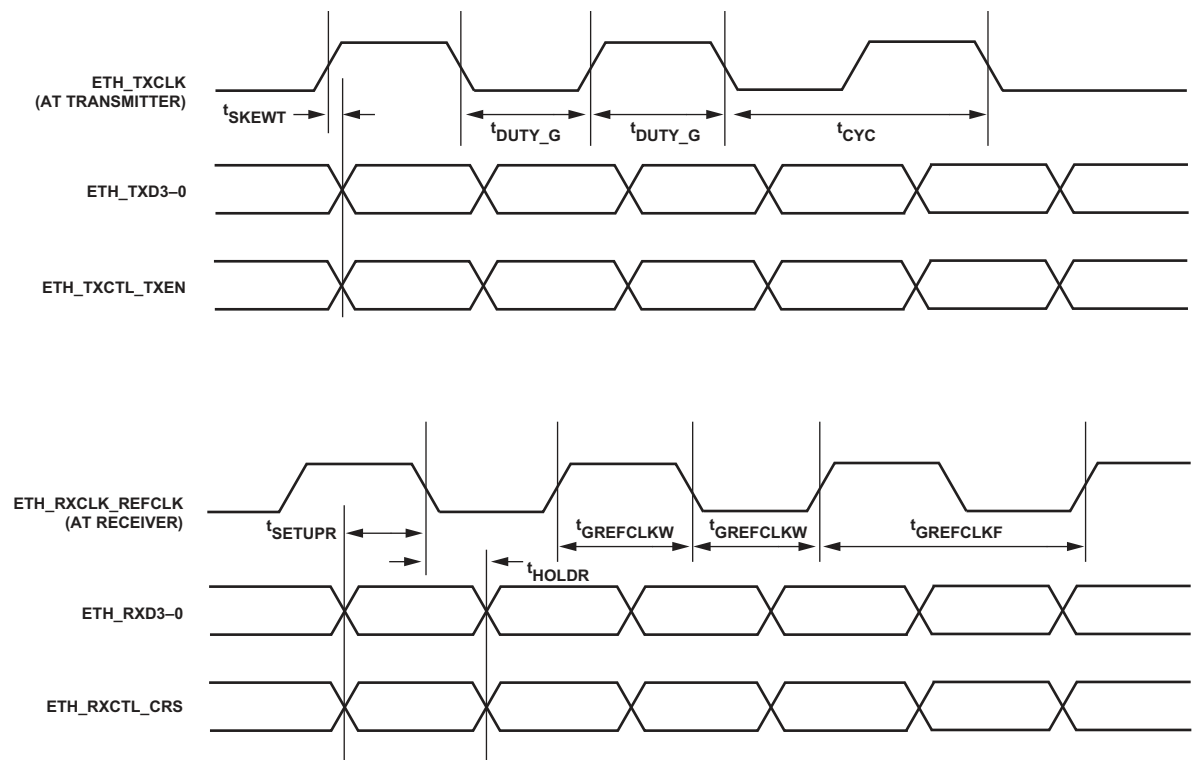 ETH_TXCLK
(AT TRANSMITTER)
tSKEWT
tDUTY_G
tDUTY_G
tCYC
ETH_TXD3–0
ETH_TXCTL_TXEN
ETH_RXCLK_REFCLK
(AT RECEIVER)
tSETUPR
tGREFCLKW
tGREFCLKW
tGREFCLKF
tHOLDR
ETH_RXD3–0
ETH_RXCTL_CRS